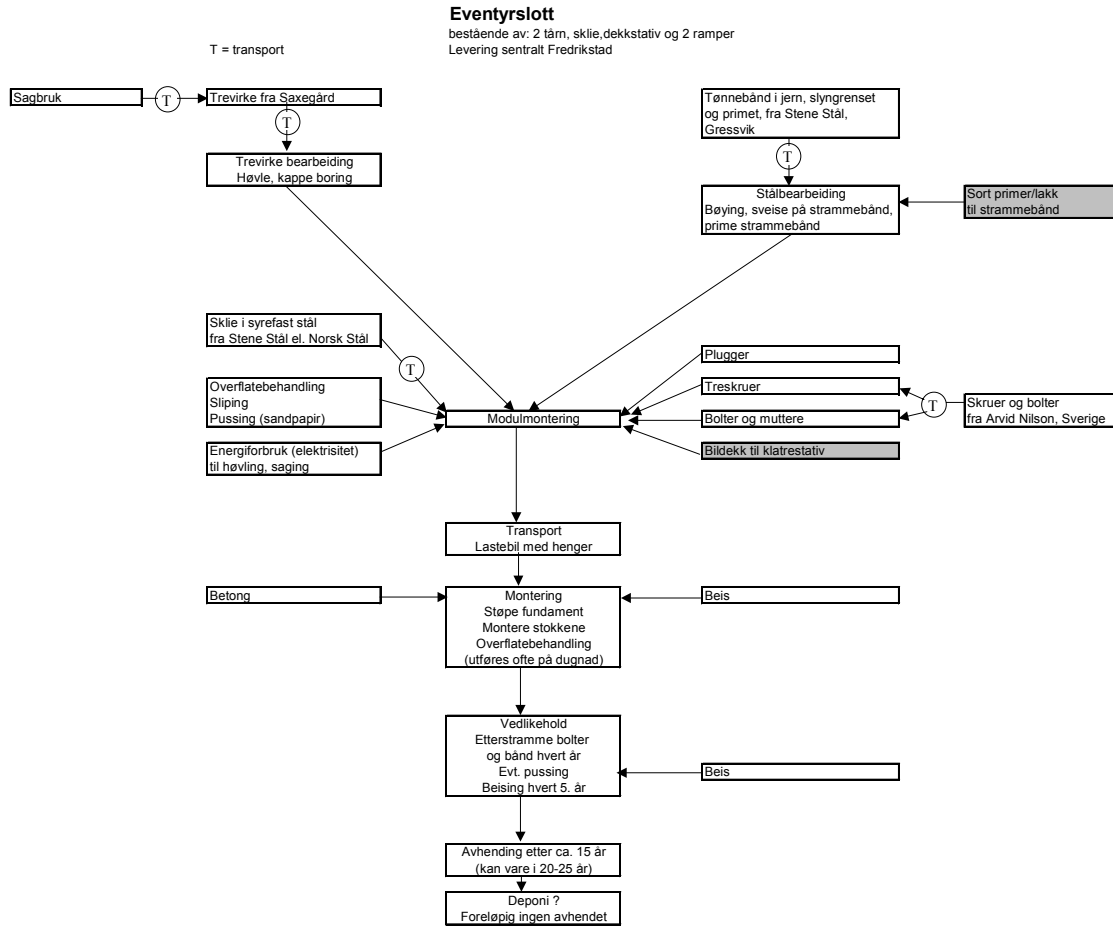 Eventyrslott
bestående av: 2 tårn, sklie,dekkstativ og 2 ramper
T = transport
Levering sentralt Fredrikstad
Sagbruk
T
Trevirke fra Saxegård
T
Trevirke bearbeiding
Høvle, kappe boring
Tønnebånd i jern, slyngrenset
og primet, fra Stene Stål,
Gressvik
T
Stålbearbeiding
Bøying, sveise på strammebånd,
prime strammebånd
Sort primer/lakk
til strammebånd
Sklie i syrefast stål
fra Stene Stål el. Norsk Stål
T
Overflatebehandling
Sliping
Pussing (sandpapir)
Energiforbruk (elektrisitet)
til høvling, saging
Modulmontering
Plugger
Treskruer
Bolter og muttere
Bildekk til klatrestativ
T
Skruer og bolter
fra Arvid Nilson, Sverige
Transport
Lastebil med henger
Betong
Montering
Støpe fundament
Montere stokkene
Overflatebehandling
(utføres ofte på dugnad)
Beis
Vedlikehold
Etterstramme bolter
og bånd hvert år
Evt. pussing
Beising hvert 5. år
Beis
Avhending etter ca. 15 år
(kan vare i 20-25 år)
Deponi ?
Foreløpig ingen avhendet